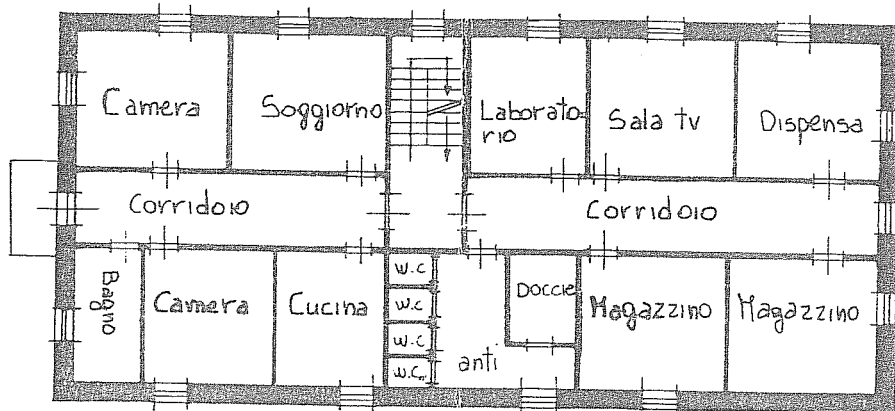 Camera
Soggiorno
Laborato-
rio
Sala tv
Dispensa
Corridoio
Corridoio
Bagno
Camera
Cucina
W.C
W.C
W.C
W.C.
anti
Doccie
Magazzino
Magazzino